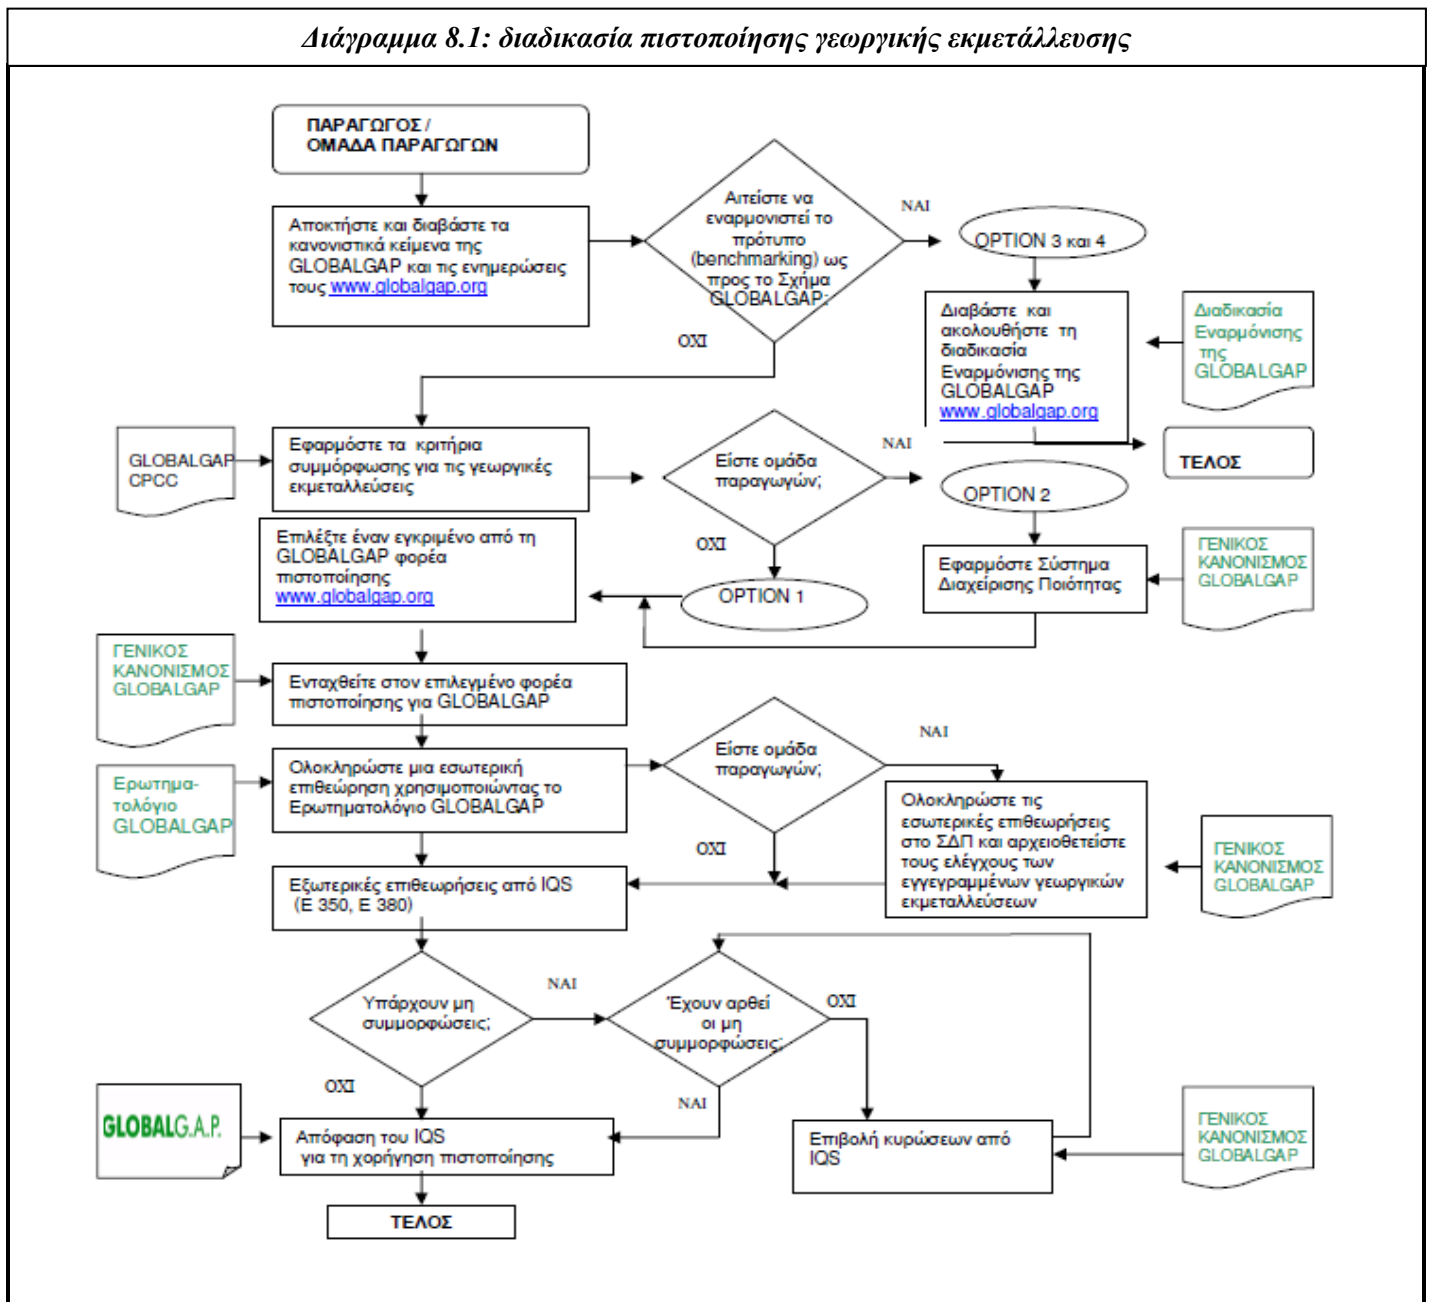 Διάγραμμα 8.1: διαδικασία πιστοποίησης γεωργικής εκμετάλλευσης
ΠΑΡΑΓΩΓΟΣ /
ΟΜΑΔΑ ΠΑΡΑΓΩΓΩΝ
Αποκτήστε και διαβάστε τα
κανονιστικά κείμενα της
GLOBALGAP και τις ενημερώσεις
τους www.globalgap.org
Αιτείστε να
εναρμονιστεί το
πρότυπο
(benchmarking) ως
προς το Σχήμα
GLOBALGAP;
ΝΑΙ
ΟΧΙ
OPTION 3 και 4
Διαβάστε και
ακολουθήστε τη
διαδικασία
Εναρμόνισης της
GLOBALGAP
www.globalgap.org
Διαδικασία
Εναρμόνισης
της
GLOBALGAP
ΤΕΛΟΣ
GLOBALGAP
CPCC
Εφαρμόστε τα κριτήρια
συμμόρφωσης για τις γεωργικές
εκμεταλλεύσεις
Είστε ομάδα
παραγωγών;
ΝΑΙ
ΟΧΙ
OPTION 2
Εφαρμόστε Σύστημα
Διαχείρισης Ποιότητας
ΓΕΝΙΚΟΣ
ΚΑΝΟΝΙΣΜΟΣ
GLOBALGAP
OPTION 1
Επιλέξτε έναν εγκριμένο από τη
GLOBALGAP φορέα
πιστοποίησης
www.globalgap.org
ΓΕΝΙΚΟΣ
ΚΑΝΟΝΙΣΜΟΣ
GLOBALGAP
Ενταχθείτε στον επιλεγμένο φορέα
πιστοποίησης για GLOBALGAP
Ερωτημα-
τολόγιο
GLOBALGAP
Ολοκληρώστε μια εσωτερική
επιθεώρηση χρησιμοποιώντας το
Ερωτηματολόγιο GLOBALGAP
Είστε ομάδα
παραγωγών;
ΝΑΙ
ΟΧΙ
Ολοκληρώστε τις
εσωτερικές επιθεωρήσεις
στο ΣΔΠ και αρχειοθετείστε
τους ελέγχους των
εγγεγραμμένων γεωργικών
εκμεταλλεύσεων
ΓΕΝΙΚΟΣ
ΚΑΝΟΝΙΣΜΟΣ
GLOBALGAP
Εξωτερικές επιθεωρήσεις από IQS
(Ε 350, Ε 380)
Υπάρχουν μη
συμμορφώσεις;
ΝΑΙ
ΟΧΙ
Έχουν αρθεί
οι μη
συμμορφώσεις;
ΟΧΙ
ΝΑΙ
GLOBALG.A.P.
Απόφαση του IQS
για τη χορήγηση πιστοποίησης
Επιβολή κυρώσεων από
IQS
ΓΕΝΙΚΟΣ
ΚΑΝΟΝΙΣΜΟΣ
GLOBALGAP
ΤΕΛΟΣ